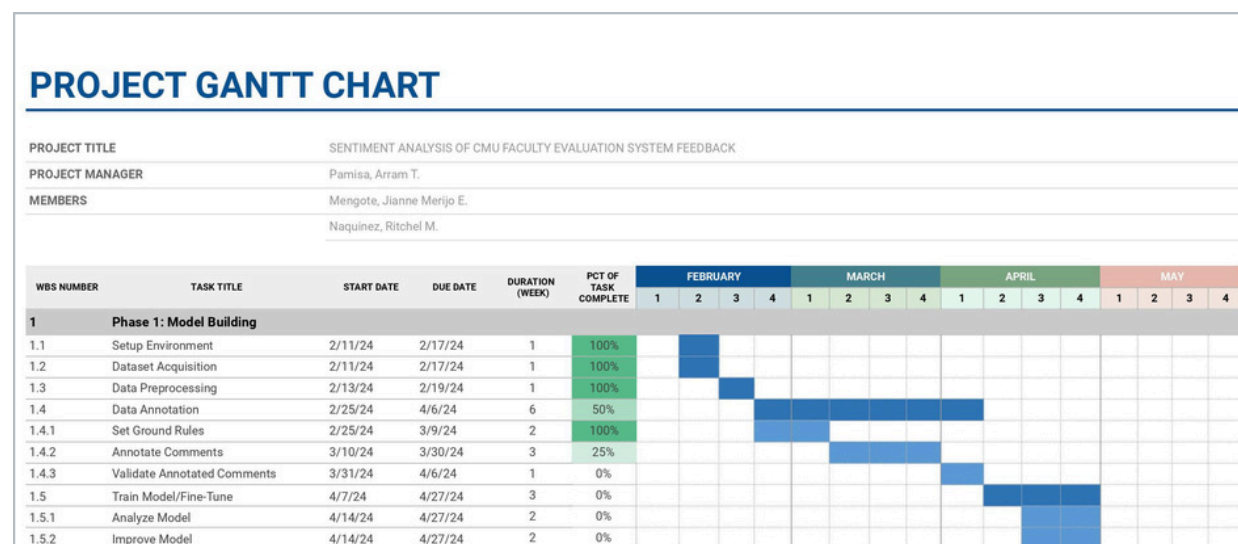 PROJECT GANTT CHART
PROJECT TITLE SENTIMENT ANALYSIS OF CMU FACULTY EVALUATION SYSTEM FEEDBACK
PROJECT MANAGER Pamisa, Arram T.
MEMBERS Mengote, Jianne Merijo E.
Naquinez, Ritchel M.
WBS NUMBER TASK TITLE START DATE DUE DATE DURATION (WEEK) PCT OF TASK COMPLETE FEBRUARY MARCH APRIL MAY
1 2 3 4 1 2 3 4 1 2 3 4 1 2 3 4
1 Phase 1: Model Building
1.1 Setup Environment 2/11/24 2/17/24 1 100%
1.2 Dataset Acquisition 2/11/24 2/17/24 1 100%
1.3 Data Preprocessing 2/13/24 2/19/24 1 100%
1.4 Data Annotation 2/25/24 4/6/24 6 50%
1.4.1 Set Ground Rules 2/25/24 3/9/24 2 100%
1.4.2 Annotate Comments 3/10/24 3/30/24 3 25%
1.4.3 Validate Annotated Comments 3/31/24 4/6/24 1 0%
1.5 Train Model/Fine-Tune 4/7/24 4/27/24 3 0%
1.5.1 Analyze Model 4/14/24 4/27/24 2 0%
1.5.2 Improve Model 4/14/24 4/27/24 2 0%